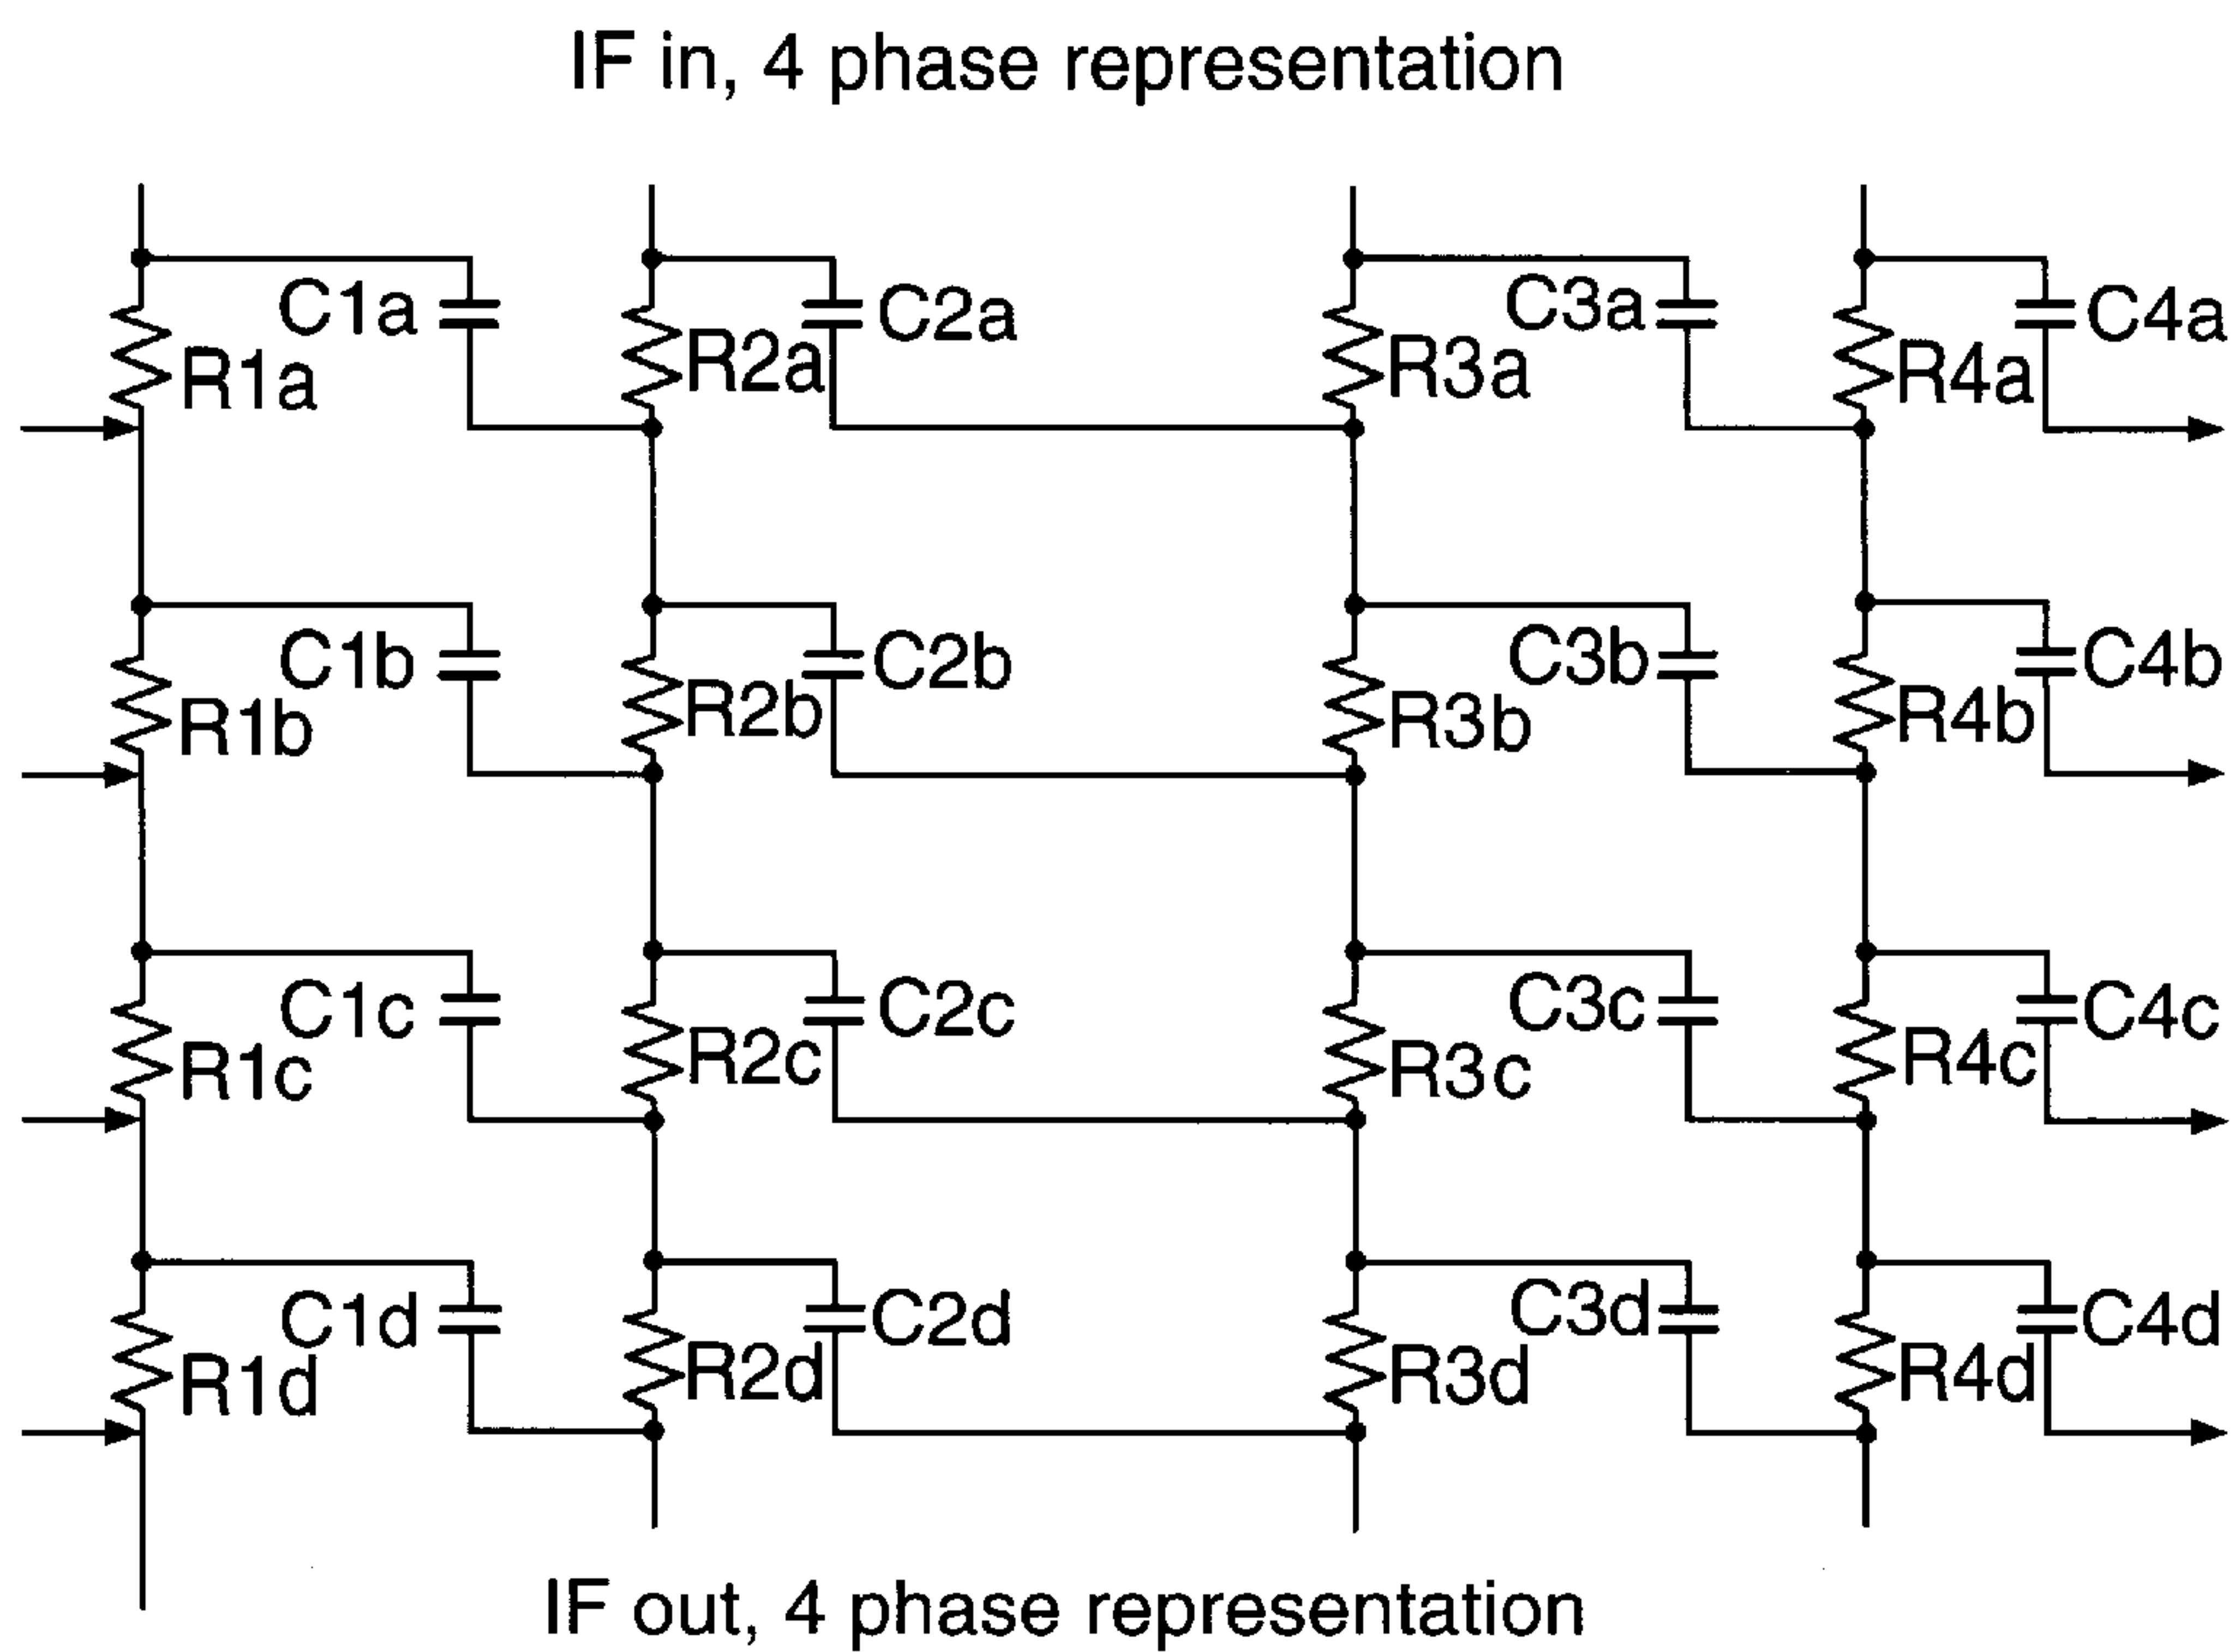 IF in, 4 phase representation
C1a
C2a
C3a
C4a
R1a
R2a
R3a
R4a
C1b
C2b
C3b
C4b
R1b
R2b
R3b
R4b
C1c
C2c
C3c
C4c
R1c
R2c
R3c
R4c
C1d
C2d
C3d
C4d
R1d
R2d
R3d
R4d
IF out, 4 phase representation